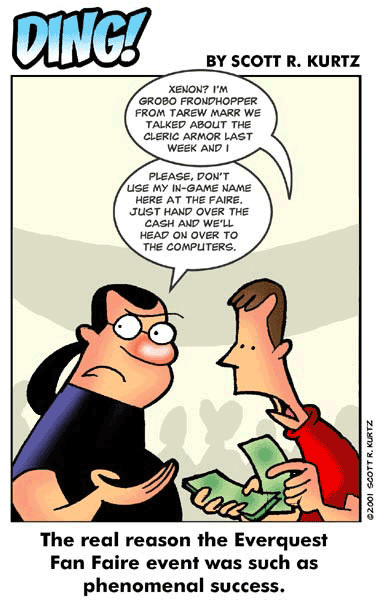 DING!
BY SCOTT R. KURTZ
XENON? I'M
GROBO FRONDHOPPER
FROM TAREW MARR WE
TALKED ABOUT THE
CLERIC ARMOR LAST
WEEK AND I
PLEASE, DON'T
USE MY IN-GAME NAME
HERE AT THE FAIRE.
JUST HAND OVER THE
CASH AND WE'LL
HEAD ON OVER TO
THE COMPUTERS.
©2001 SCOTT R. KURTZ
The real reason the Everquest
Fan Faire event was such as
phenomenal success.